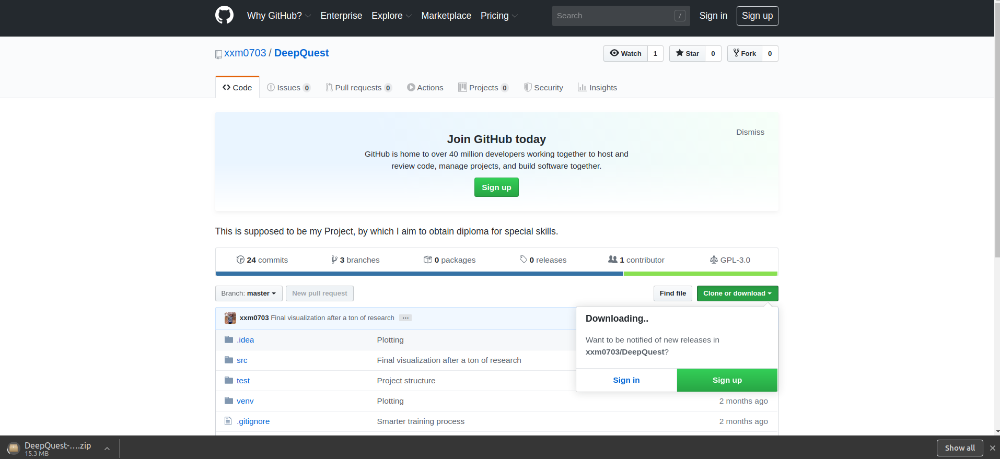 Why GitHub? Enterprise Explore Marketplace Pricing Search / Sign in Sign up
xxm0703 / DeepQuest Watch 1 Star 0 Fork 0
Code Issues 0 Pull requests 0 Actions Projects 0 Security Insights
Dismiss
Join GitHub today
GitHub is home to over 40 million developers working together to host and
review code, manage projects, and build software together.
Sign up
This is supposed to be my Project, by which I aim to obtain diploma for special skills.
24 commits 3 branches 0 packages 0 releases 1 contributor GPL-3.0
Branch: master New pull request Find file Clone or download
xxm0703 Final visualization after a ton of research …
Downloading..
Want to be notified of new releases in
xxm0703/DeepQuest?
Sign in Sign up
.idea Plotting
src Final visualization after a ton of research
test Project structure
venv Plotting 2 months ago
.gitignore Smarter training process 2 months ago
DeepQuest-....zip
15.3 MB
Show all